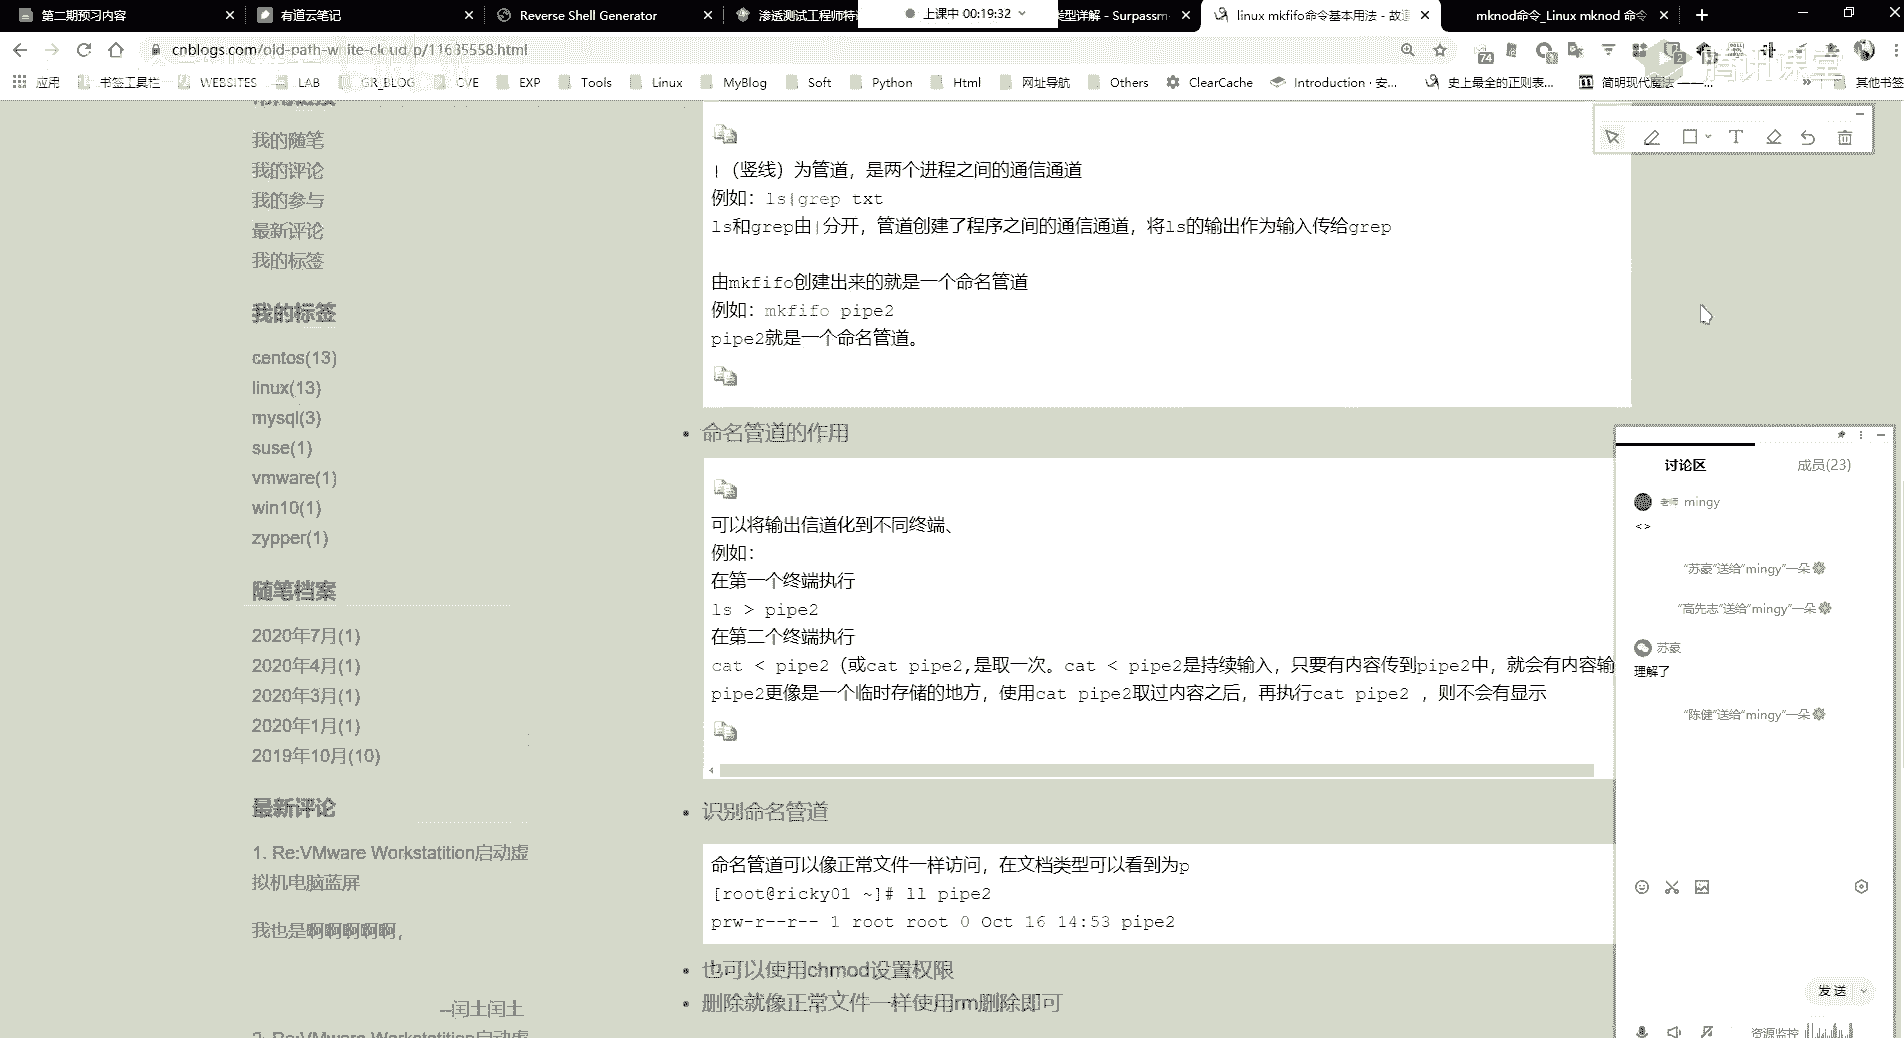 第二期预习内容
有道云笔记
Reverse Shell Generator
渗透测试工程师特
上课中 00:19:32
类型详解 - Surpassm
linux mkfifo命令基本用法 - 故道
mknod命令_Linux mknod 命令
cnblogs.com/old-path-white-cloud/p/11685558.html
腾讯课堂
应用
书签工具栏
WEBSITES
LAB
GR_BLOG
CVE
EXP
Tools
Linux
MyBlog
Soft
Python
Html
网址导航
Others
ClearCache
Introduction · 安...
史上最全的正则表...
简明现代魔法
其他书签
我的随笔
我的评论
我的参与
最新评论
我的标签
我的标签
centos(13)
linux(13)
mysql(3)
suse(1)
vmware(1)
win10(1)
zypper(1)
随笔档案
2020年7月(1)
2020年4月(1)
2020年3月(1)
2020年1月(1)
2019年10月(10)
最新评论
1. Re:VMware Workstatition启动虚
拟机电脑蓝屏
我也是啊啊啊啊啊,
--闰土闰土
2. Re:VMware Workstatition启动虚
|（竖线）为管道，是两个进程之间的通信通道
例如：ls|grep txt
ls和grep由|分开，管道创建了程序之间的通信通道，将ls的输出作为输入传给grep
由mkfifo创建出来的就是一个命名管道
例如：mkfifo pipe2
pipe2就是一个命名管道。
命名管道的作用
可以将输出信道化到不同终端、
例如：
在第一个终端执行
ls > pipe2
在第二个终端执行
cat < pipe2（或cat pipe2,是取一次。cat < pipe2是持续输入，只要有内容传到pipe2中，就会有内容输
pipe2更像是一个临时存储的地方，使用cat pipe2取过内容之后，再执行cat pipe2 ，则不会有显示
识别命名管道
命名管道可以像正常文件一样访问，在文档类型可以看到为p
[root@ricky01 ~]# ll pipe2
prw-r--r-- 1 root root 0 Oct 16 14:53 pipe2
也可以使用chmod设置权限
删除就像正常文件一样使用rm删除即可
讨论区
成员(23)
老师 mingy
<>
“苏豪”送给“mingy”一朵
“高先志”送给“mingy”一朵
苏豪
理解了
“陈健”送给“mingy”一朵
发送
资源监控